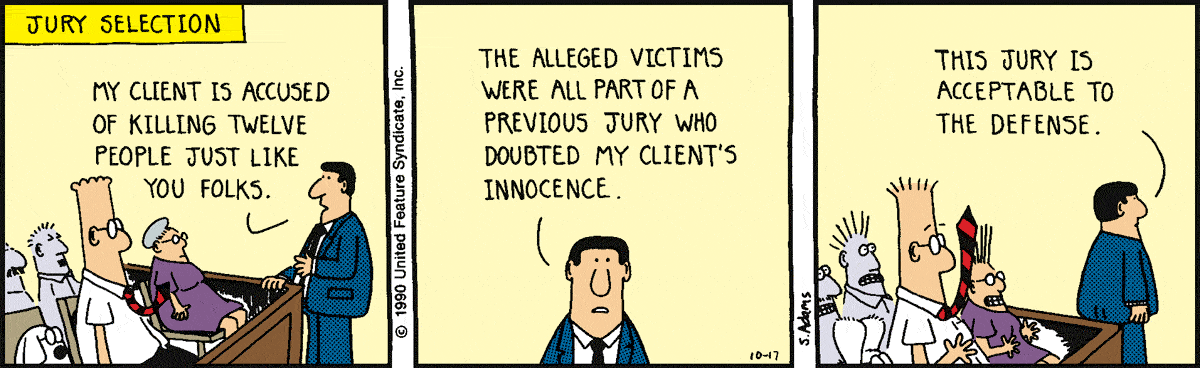 JURY SELECTION
MY CLIENT IS ACCUSED
OF KILLING TWELVE
PEOPLE JUST LIKE
YOU FOLKS.
© 1990 United Feature Syndicate, Inc.
THE ALLEGED VICTIMS
WERE ALL PART OF A
PREVIOUS JURY WHO
DOUBTED MY CLIENT'S
INNOCENCE.
10-17
S. Adams
THIS JURY IS
ACCEPTABLE TO
THE DEFENSE.